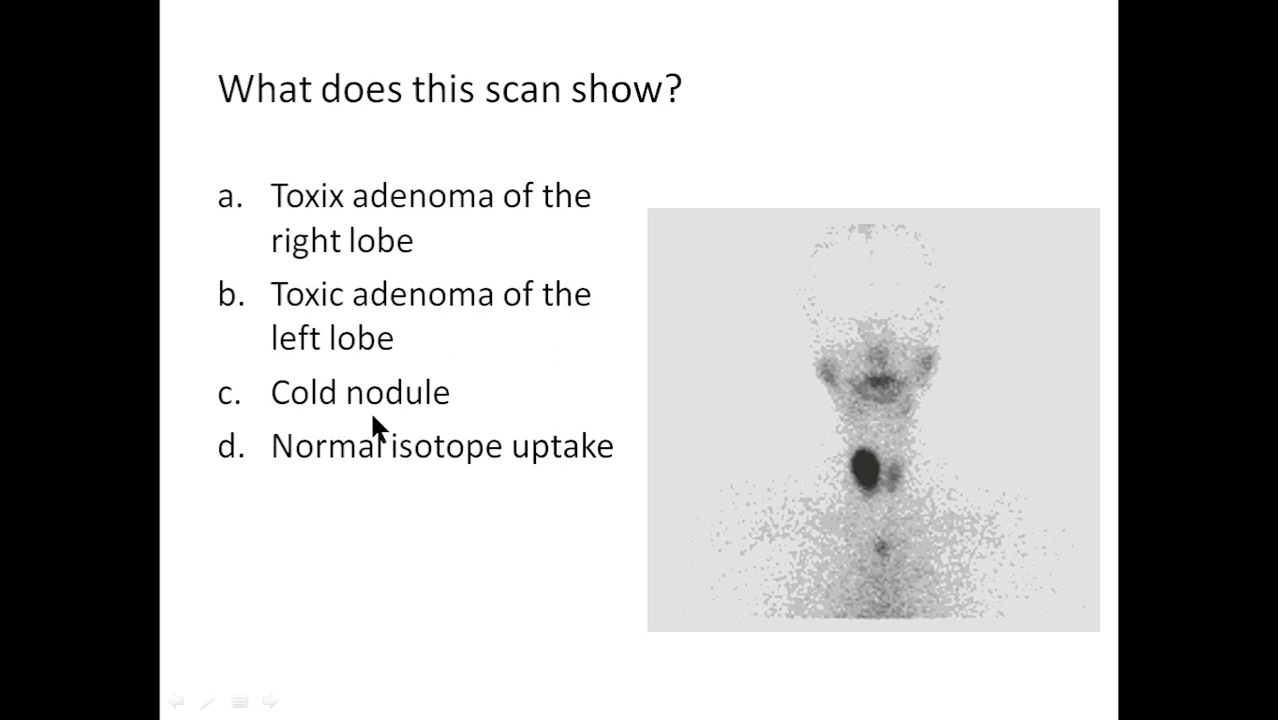 What does this scan show?
a. Toxix adenoma of the
right lobe
b. Toxic adenoma of the
left lobe
c. Cold nodule
d. Normal isotope uptake